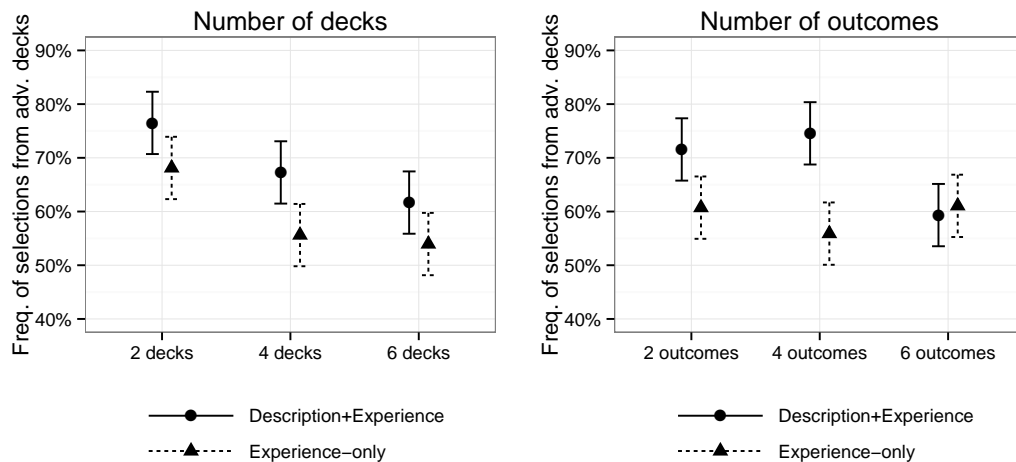 Number of decks
Freq. of selections from adv. decks
90%
80%
70%
60%
50%
40%
2 decks
4 decks
6 decks
Description+Experience
Experience−only
Number of outcomes
Freq. of selections from adv. decks
90%
80%
70%
60%
50%
40%
2 outcomes
4 outcomes
6 outcomes
Description+Experience
Experience−only